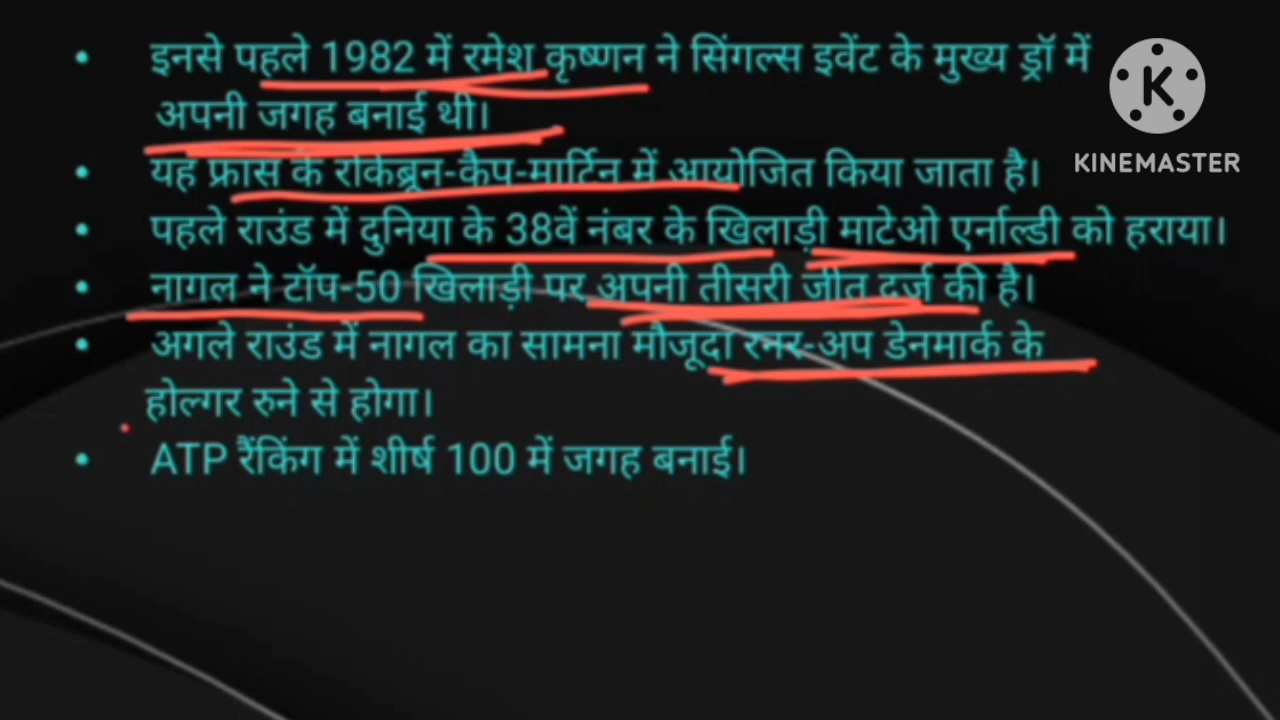 • इनसे पहले 1982 में रमेश कृष्णन ने सिंगल्स इवेंट के मुख्य ड्रॉ में
अपनी जगह बनाई थी।
• यह फ्रांस के रोकेब्रून-कैप-मार्टिन में आयोजित किया जाता है।
• पहले राउंड में दुनिया के 38वें नंबर के खिलाड़ी माटेओ एर्नाल्डी को हराया।
• नागल ने टॉप-50 खिलाड़ी पर अपनी तीसरी जीत दर्ज की है।
• अगले राउंड में नागल का सामना मौजूदा रनर-अप डेनमार्क के
होल्गर रुने से होगा।
• ATP रैंकिंग में शीर्ष 100 में जगह बनाई।
K
KINEMASTER